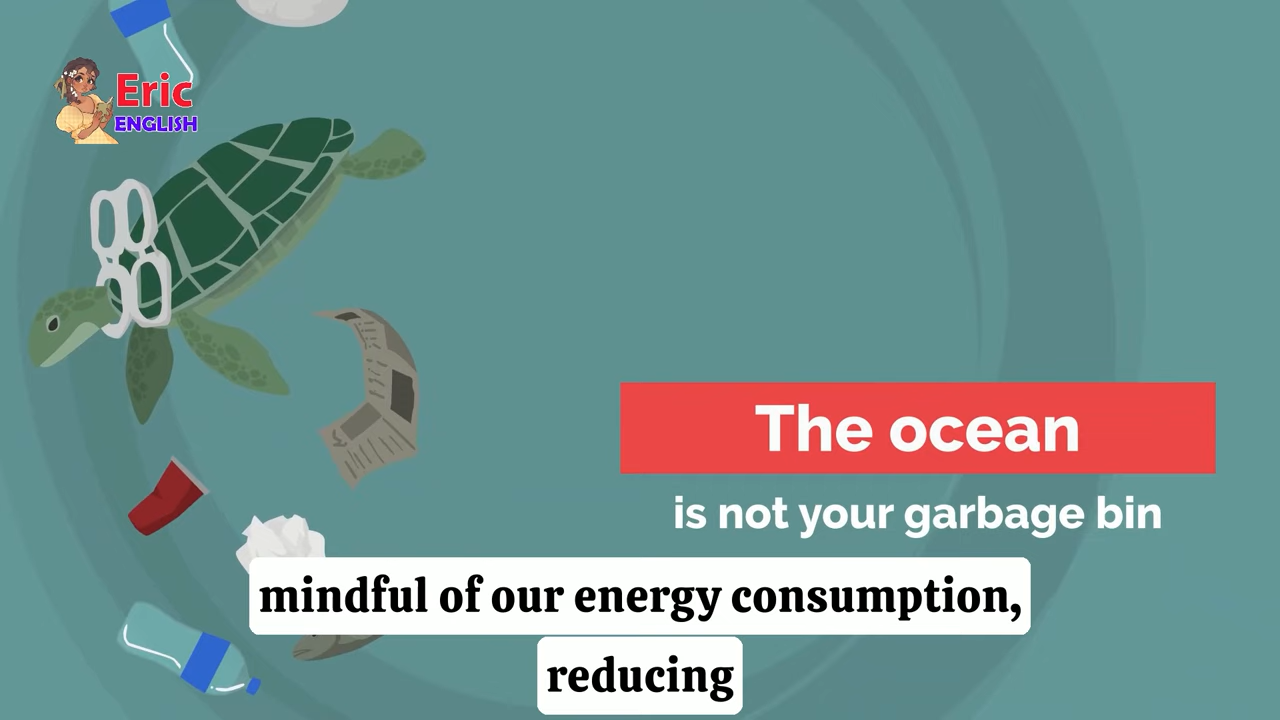 Eric
ENGLISH
The ocean
is not your garbage bin
mindful of our energy consumption,
reducing